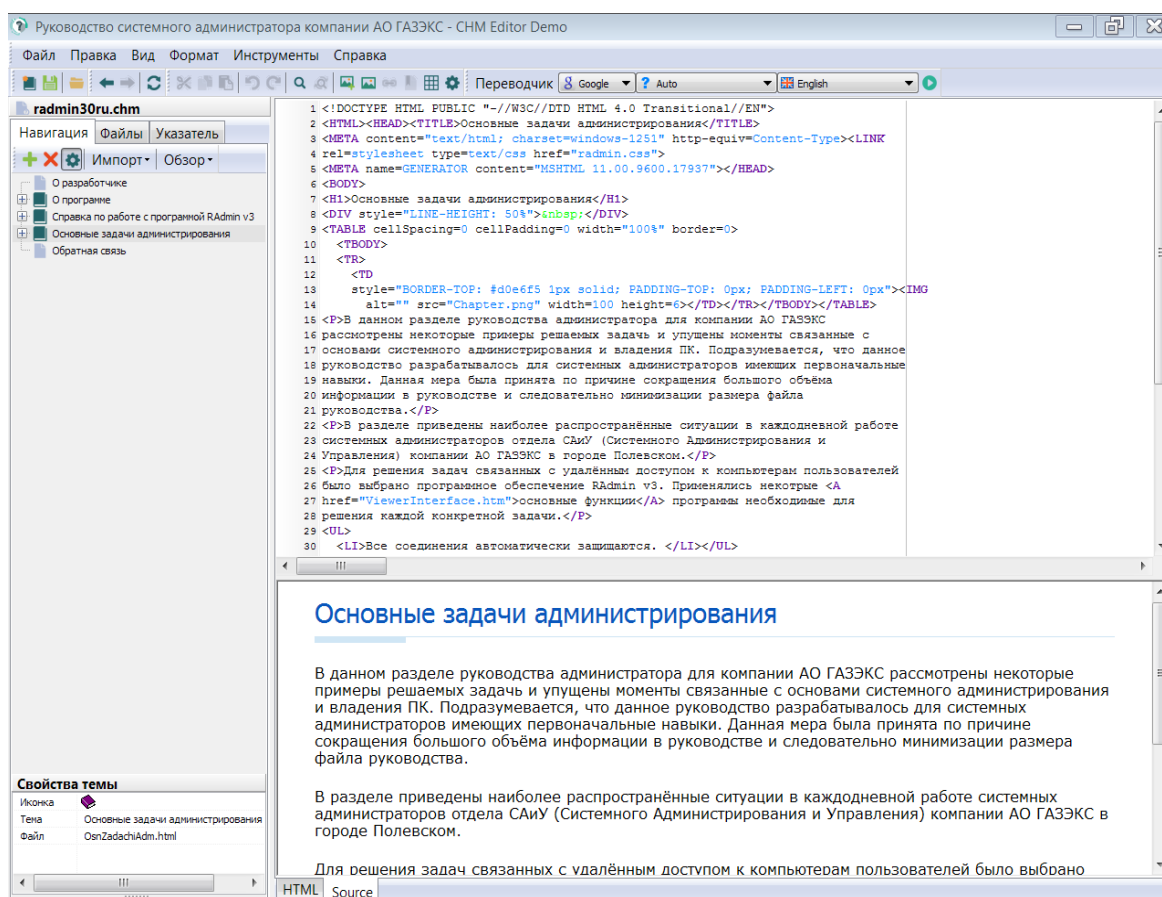 Руководство системного администратора компании АО ГАЗЭКС - CHM Editor Demo
Файл Правка Вид Формат Инструменты Справка
Переводчик Google Auto English
radmin30ru.chm
Навигация Файлы Указатель
Импорт Обзор
О разработчике
О программе
Справка по работе с программой RAdmin v3
Основные задачи администрирования
Обратная связь
1 <!DOCTYPE HTML PUBLIC "-//W3C//DTD HTML 4.0 Transitional//EN">
2 <HTML><HEAD><TITLE>Основные задачи администрирования</TITLE>
3 <META content="text/html; charset=windows-1251" http-equiv=Content-Type><LINK
4 rel=stylesheet type=text/css href="radmin.css">
5 <META name=GENERATOR content="MSHTML 11.00.9600.17937"></HEAD>
6 <BODY>
7 <H1>Основные задачи администрирования</H1>
8 <DIV style="LINE-HEIGHT: 50%">&nbsp;</DIV>
9 <TABLE cellSpacing=0 cellPadding=0 width="100%" border=0>
10 <TBODY>
11 <TR>
12 <TD
13 style="BORDER-TOP: #d0e6f5 1px solid; PADDING-TOP: 0px; PADDING-LEFT: 0px"><IMG
14 alt="" src="Chapter.png" width=100 height=6></TD></TR></TBODY></TABLE>
15 <P>В данном разделе руководства администратора для компании АО ГАЗЭКС
16 рассмотрены некоторые примеры решаемых задачь и упущены моменты связанные с
17 основами системного администрирования и владения ПК. Подразумевается, что данное
18 руководство разрабатывалось для системных администраторов имеющих первоначальные
19 навыки. Данная мера была принята по причине сокращения большого объёма
20 информации в руководстве и следовательно минимизации размера файла
21 руководства.</P>
22 <P>В разделе приведены наиболее распространённые ситуации в каждодневной работе
23 системных администраторов отдела САиУ (Системного Администрирования и
24 Управления) компании АО ГАЗЭКС в городе Полевском.</P>
25 <P>Для решения задач связанных с удалённым доступом к компьютерам пользователей
26 было выбрано программное обеспечение RAdmin v3. Применялись некотрые <A
27 href="ViewerInterface.htm">основные функции</A> программы необходимые для
28 решения каждой конкретной задачи.</P>
29 <UL>
30 <LI>Все соединения автоматически защищаются. </LI></UL>
Основные задачи администрирования
В данном разделе руководства администратора для компании АО ГАЗЭКС рассмотрены некоторые
примеры решаемых задачь и упущены моменты связанные с основами системного администрирования
и владения ПК. Подразумевается, что данное руководство разрабатывалось для системных
администраторов имеющих первоначальные навыки. Данная мера была принята по причине
сокращения большого объёма информации в руководстве и следовательно минимизации размера
файла руководства.
В разделе приведены наиболее распространённые ситуации в каждодневной работе системных
администраторов отдела САиУ (Системного Администрирования и Управления) компании АО ГАЗЭКС в
городе Полевском.
Для решения задач связанных с удалённым доступом к компьютерам пользователей было выбрано
Свойства темы
Иконка
Тема Основные задачи администрирования
Файл OsnZadachiAdm.html
HTML Source